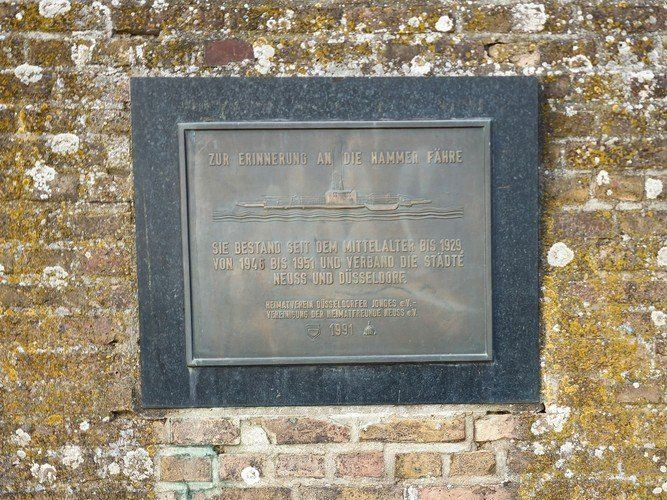 ZUR ERINNERUNG AN DIE HAMMER FÄHRE
SIE BESTAND SEIT DEM MITTELALTER BIS 1929,
VON 1946 BIS 1951 UND VERBAND DIE STÄDTE
NEUSS UND DÜSSELDORF.
HEIMATVEREIN DÜSSELDORFER JONGES e.V. –
VEREINIGUNG DER HEIMATFREUNDE NEUSS e.V.
1991